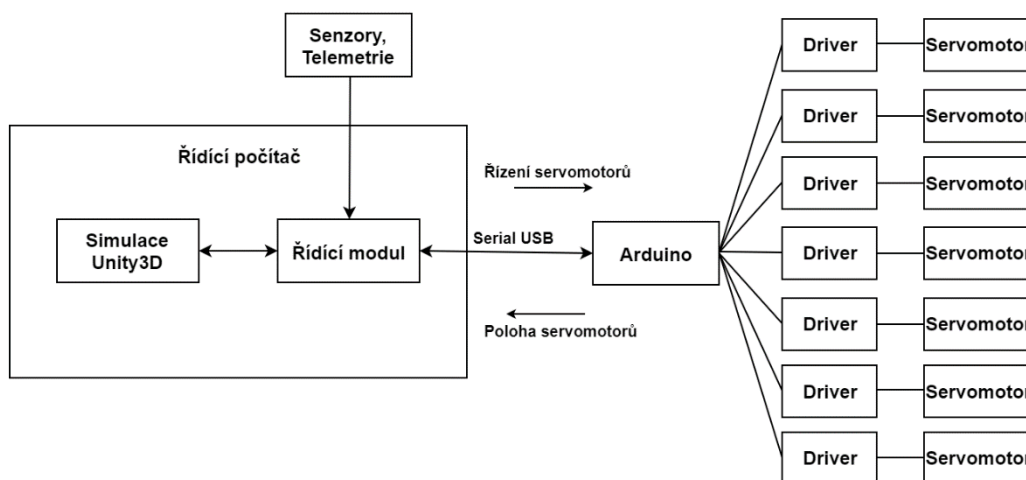 Senzory,
Telemetrie
Řídící počítač
Simulace
Unity3D
Řídící modul
Řízení servomotorů
Serial USB
Poloha servomotorů
Arduino
Driver
Servomotor
Driver
Servomotor
Driver
Servomotor
Driver
Servomotor
Driver
Servomotor
Driver
Servomotor
Driver
Servomotor